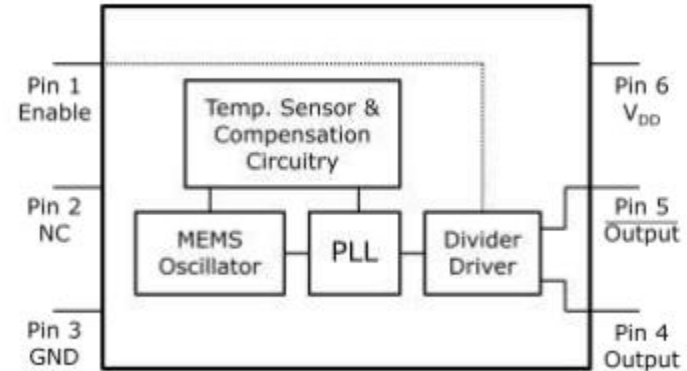 Pin 1
Enable
Pin 2
NC
Pin 3
GND
Temp. Sensor &
Compensation
Circuitry
MEMS
Oscillator
PLL
Divider
Driver
Pin 6
VDD
Pin 5
Output
Pin 4
Output